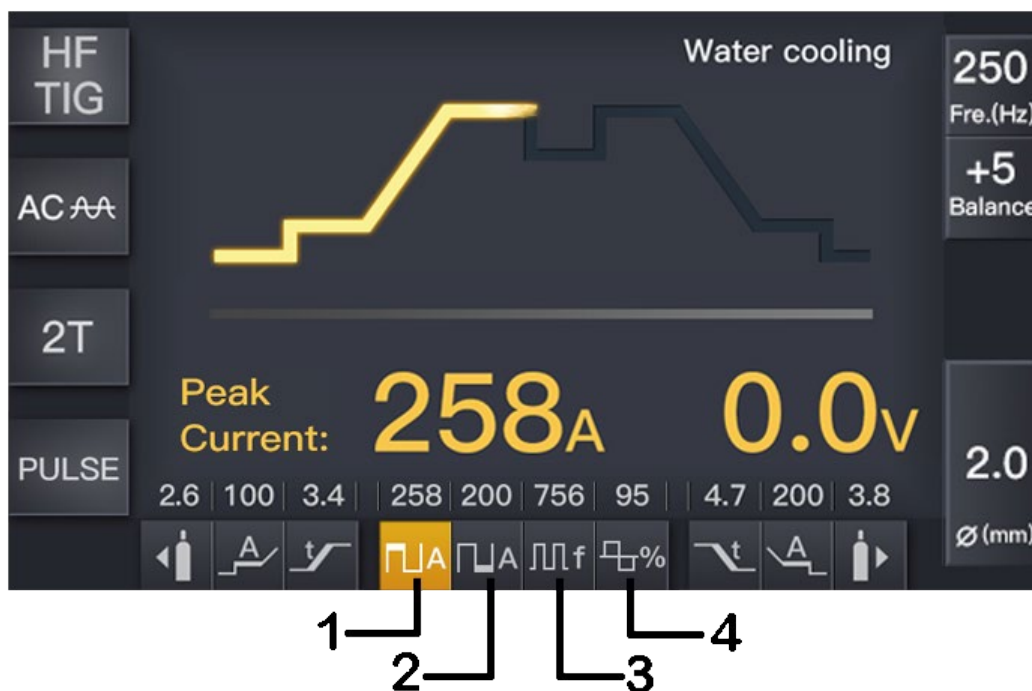 HF
TIG
AC
2T
PULSE
Water cooling
250
Fre.(Hz)
+5
Balance
2.0
Ø(mm)
Peak
Current:
258A
0.0V
2.6 | 100 | 3.4 | 258 | 200 | 756 | 95 | 4.7 | 200 | 3.8
A t A A f % t A
1 2 3 4